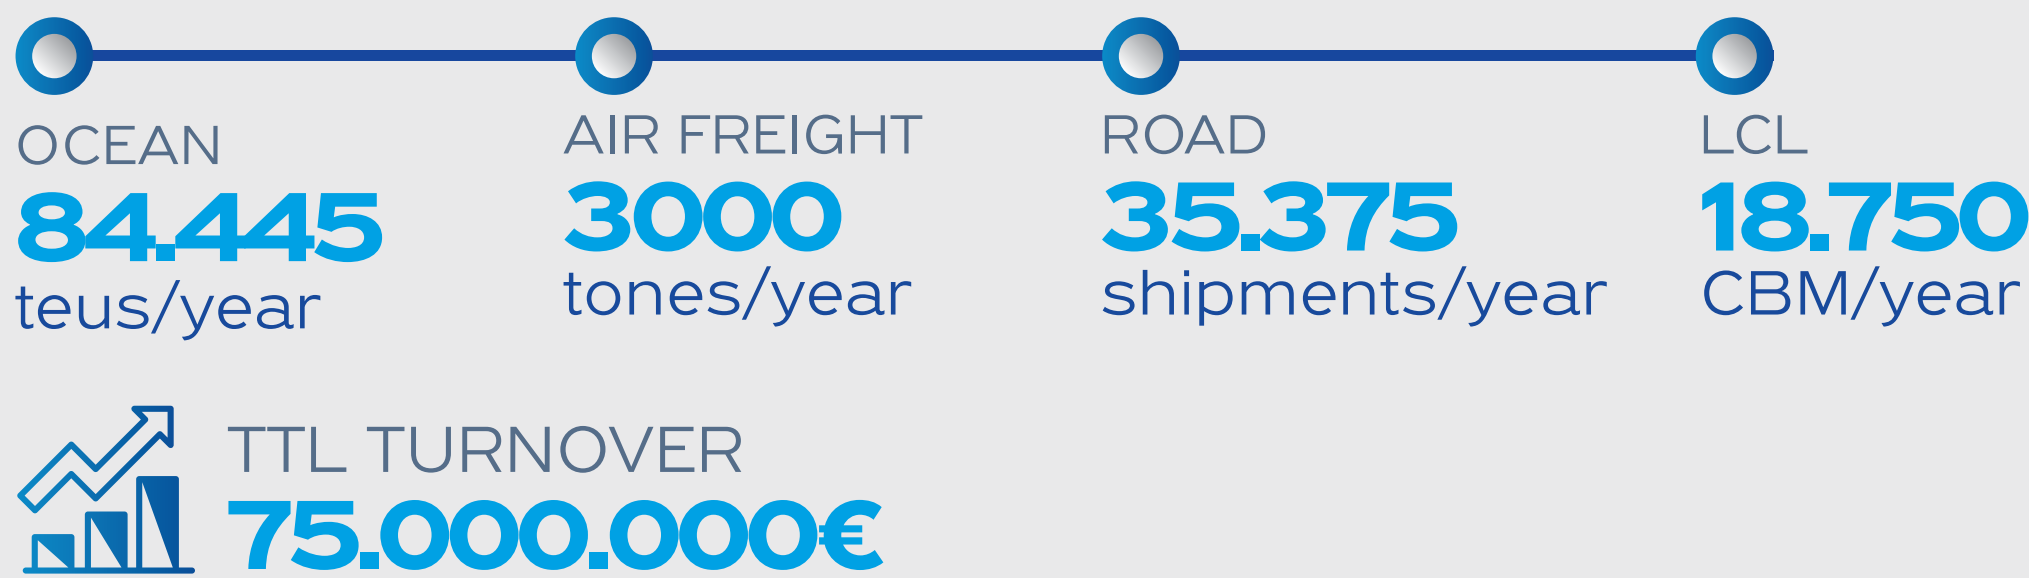 OCEAN
84.445
teus/year
AIR FREIGHT
3000
tones/year
ROAD
35.375
shipments/year
LCL
18.750
CBM/year
TTL TURNOVER
75.000.000€